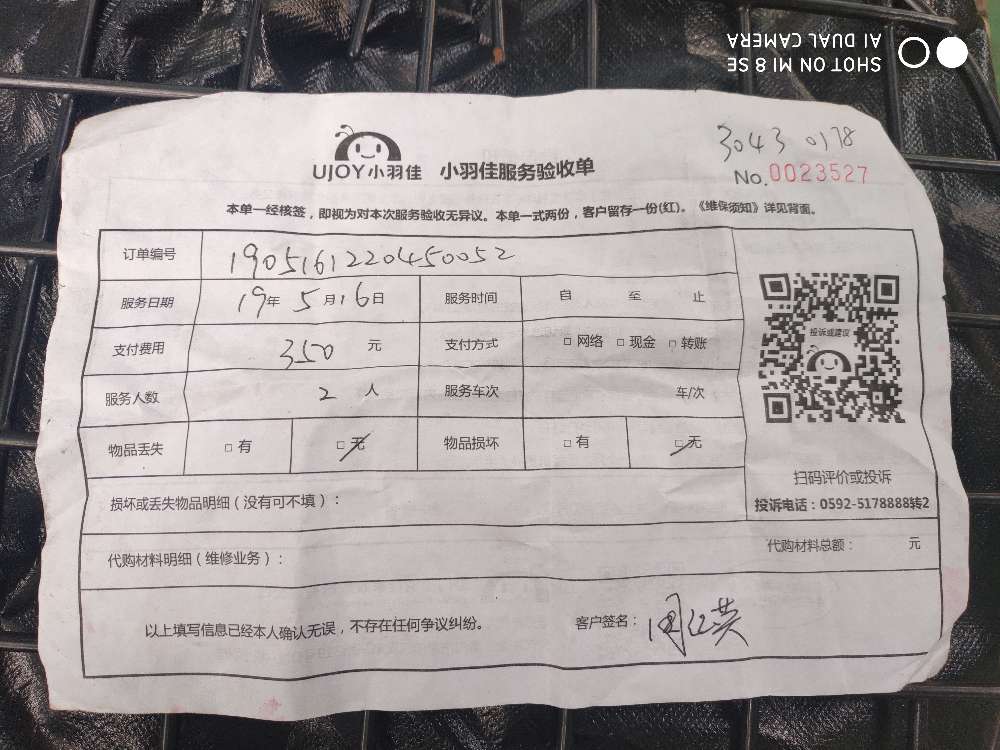 SHOT ON MI 8 SE
AI DUAL CAMERA
3043 0178
UJOY小羽佳 小羽佳服务验收单
No.0023527
本单一经核签，即视为对本次服务验收无异议。本单一式两份，客户留存一份(红)。《维保须知》详见背面。
订单编号 1905161220450052
服务日期 19年5月16日 服务时间 自 至 止
支付费用 350 元 支付方式 □ 网络 □ 现金 □ 转账
服务人数 2 人 服务车次 车/次
物品丢失 □ 有 □ 无 物品损坏 □ 有 □ 无
投诉或建议
扫码评价或投诉
投诉电话：0592-5178888转2
损坏或丢失物品明细（没有可不填）：
代购材料明细（维修业务）： 代购材料总额： 元
以上填写信息已经本人确认无误，不存在任何争议纠纷。 客户签名：